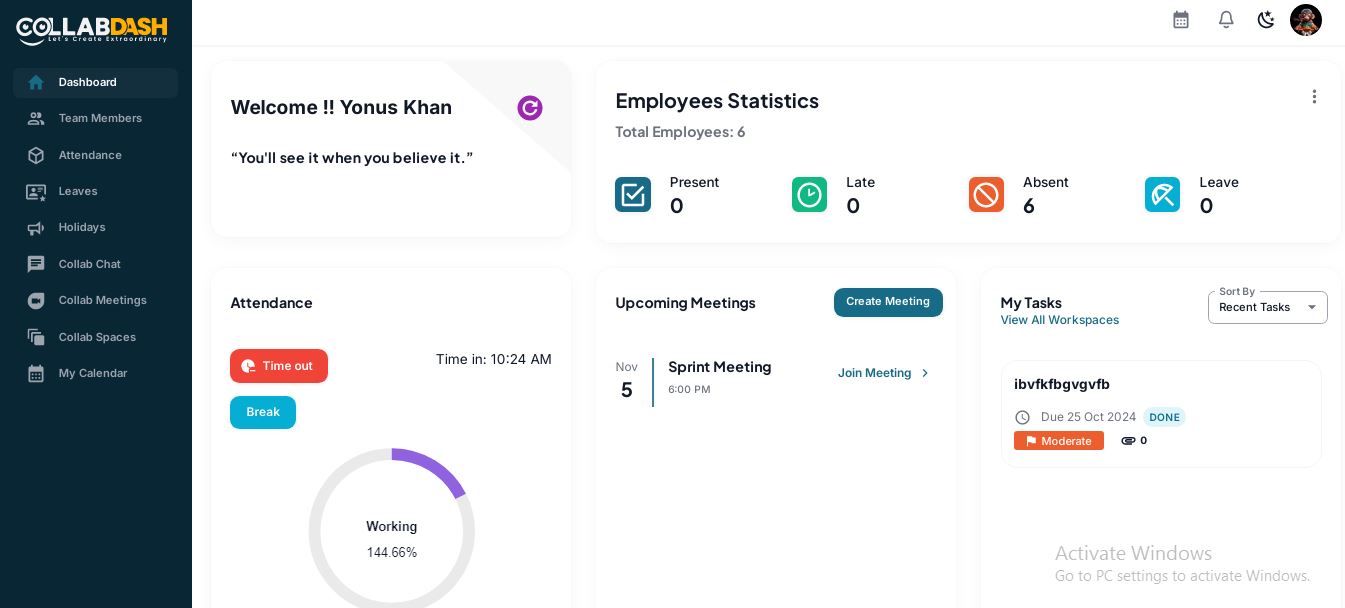 COLLABDASH
Let's Create Extraordinary
Dashboard
Team Members
Attendance
Leaves
Holidays
Collab Chat
Collab Meetings
Collab Spaces
My Calendar
Welcome !! Yonus Khan
“You'll see it when you believe it.”
Employees Statistics
Total Employees: 6
Present
0
Late
0
Absent
6
Leave
0
Attendance
Time out
Time in: 10:24 AM
Break
Working
144.66%
Upcoming Meetings
Create Meeting
Nov
5
Sprint Meeting
6:00 PM
Join Meeting
My Tasks
View All Workspaces
Sort By
Recent Tasks
ibvfkfbgvgvfb
Due 25 Oct 2024 DONE
Moderate 0
Activate Windows
Go to PC settings to activate Windows.